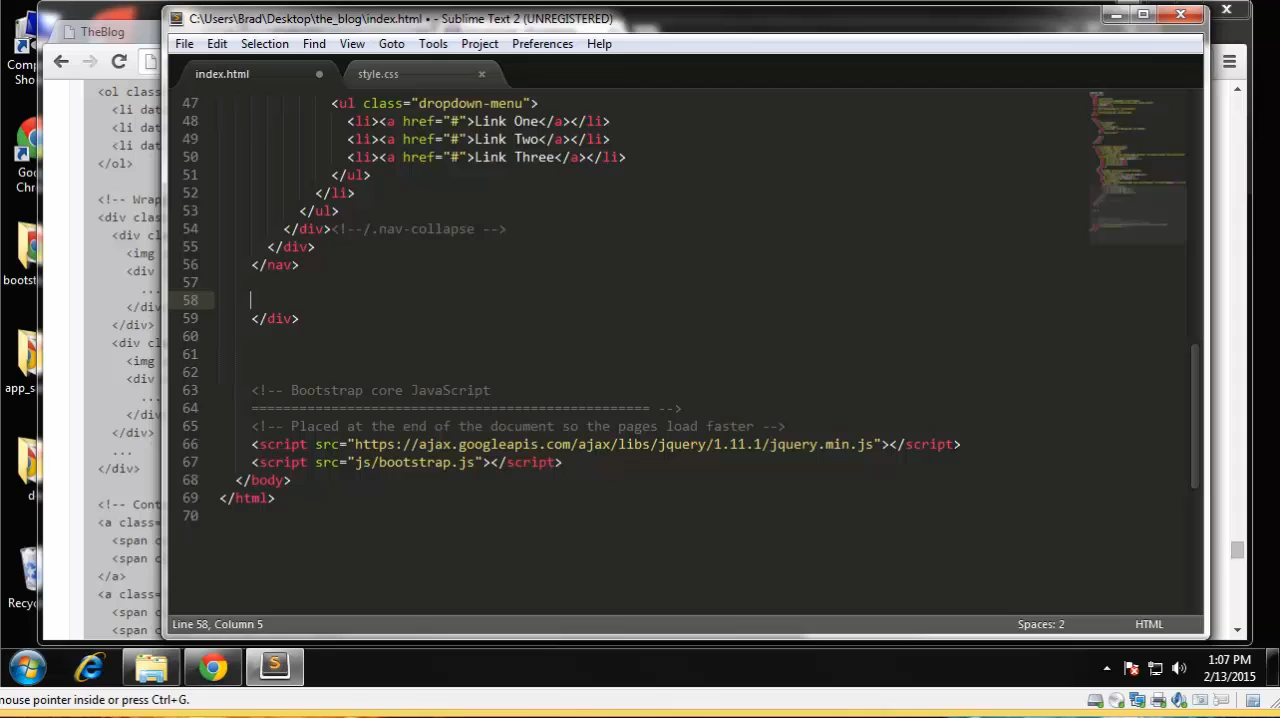 C:\Users\Brad\Desktop\the_blog\index.html • - Sublime Text 2 (UNREGISTERED)
TheBlog
File Edit Selection Find View Goto Tools Project Preferences Help
index.html
style.css
Comp
Sho
Goo
Chr
bootst
app_s
d
Recyc
<ol class
<li dat
<li dat
<li dat
</ol>
<!-- Wrap
<div clas
<div cl
<img
<div
...
</div
</div>
<div cl
<img
<div
...
</div
</div>
...
</div>
<!-- Cont
<a class=
<span c
<span c
</a>
<a class=
<span c
<span c
47 <ul class="dropdown-menu">
48 <li><a href="#">Link One</a></li>
49 <li><a href="#">Link Two</a></li>
50 <li><a href="#">Link Three</a></li>
51 </ul>
52 </li>
53 </ul>
54 </div><!--/.nav-collapse -->
55 </div>
56 </nav>
57
58
59 </div>
60
61
62
63 <!-- Bootstrap core JavaScript
64 ================================================== -->
65 <!-- Placed at the end of the document so the pages load faster -->
66 <script src="https://ajax.googleapis.com/ajax/libs/jquery/1.11.1/jquery.min.js"></script>
67 <script src="js/bootstrap.js"></script>
68 </body>
69 </html>
70
Line 58, Column 5
Spaces: 2
HTML
1:07 PM
2/13/2015
mouse pointer inside or press Ctrl+G.